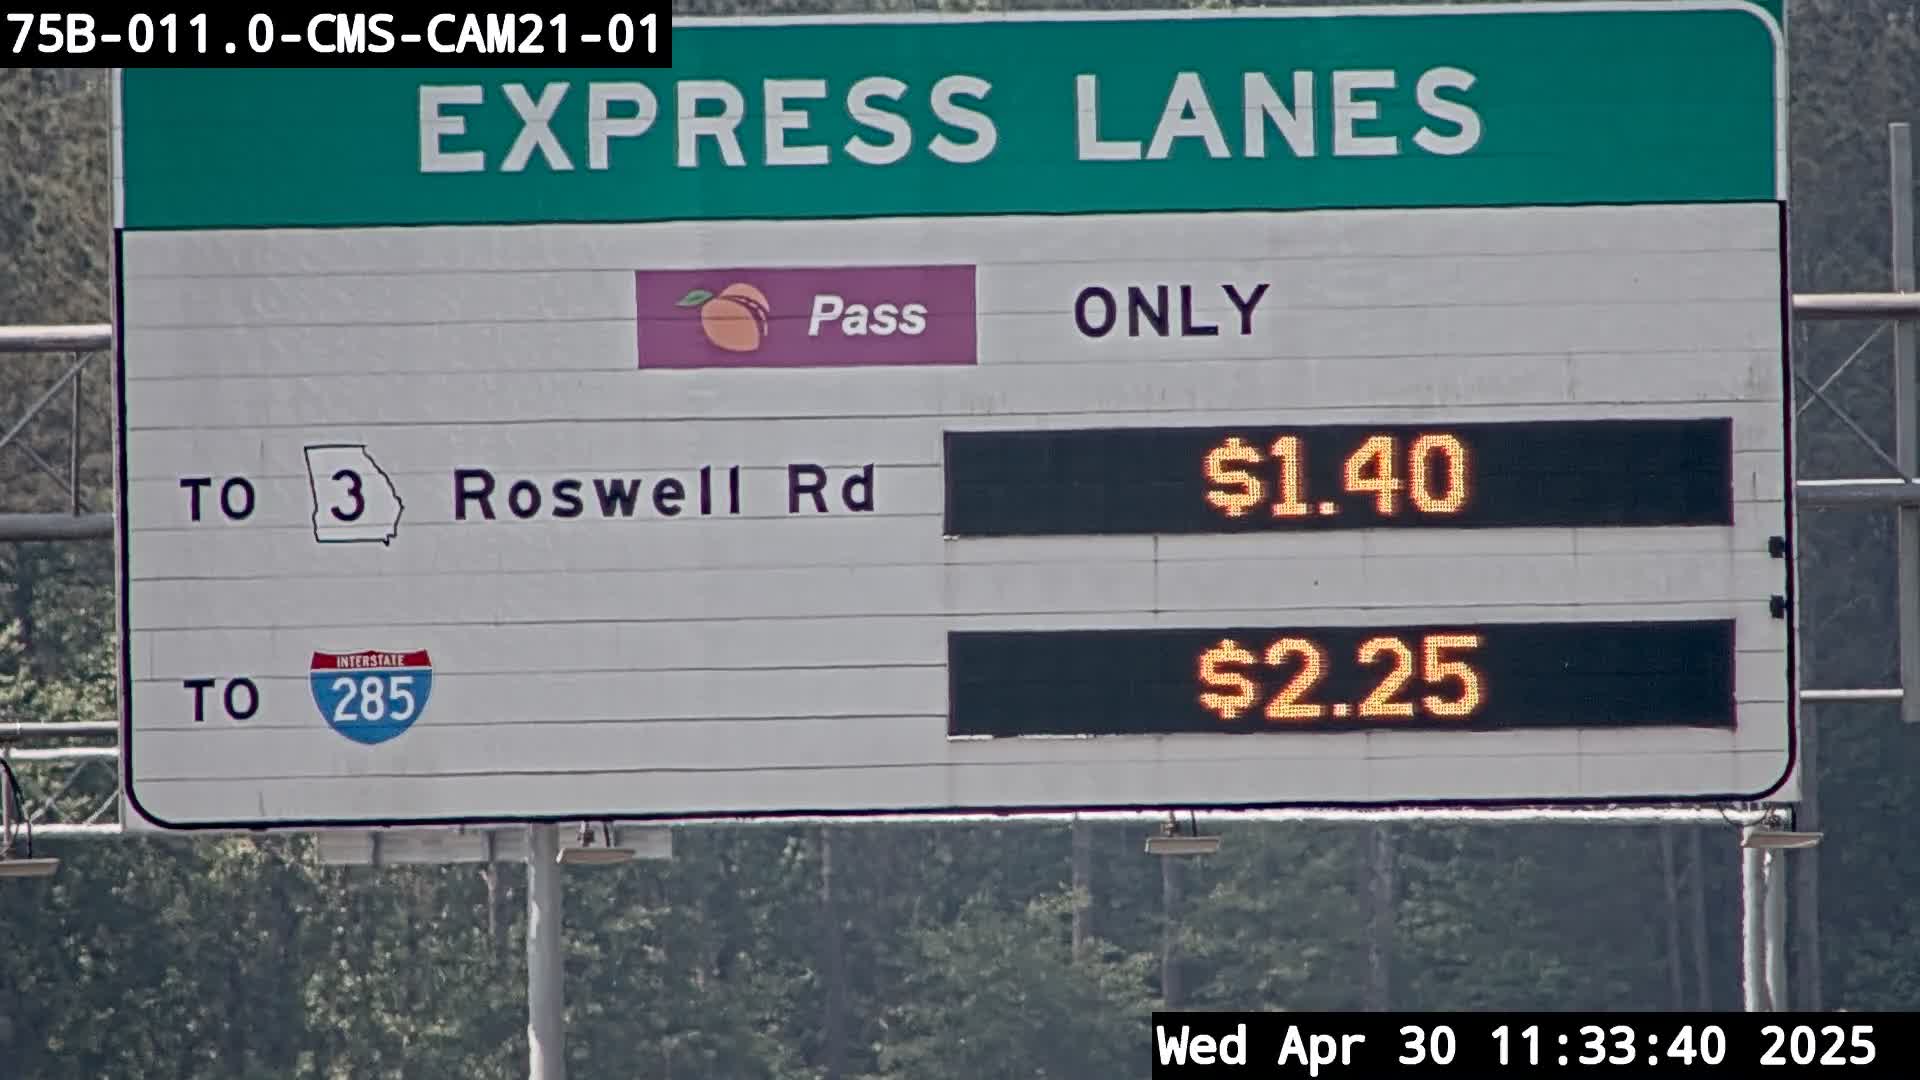 75B-011.0-CMS-CAM21-01
EXPRESS LANES
Pass ONLY
TO 3 Roswell Rd $1.40
INTERSTATE
TO 285 $2.25
Wed Apr 30 11:33:40 2025